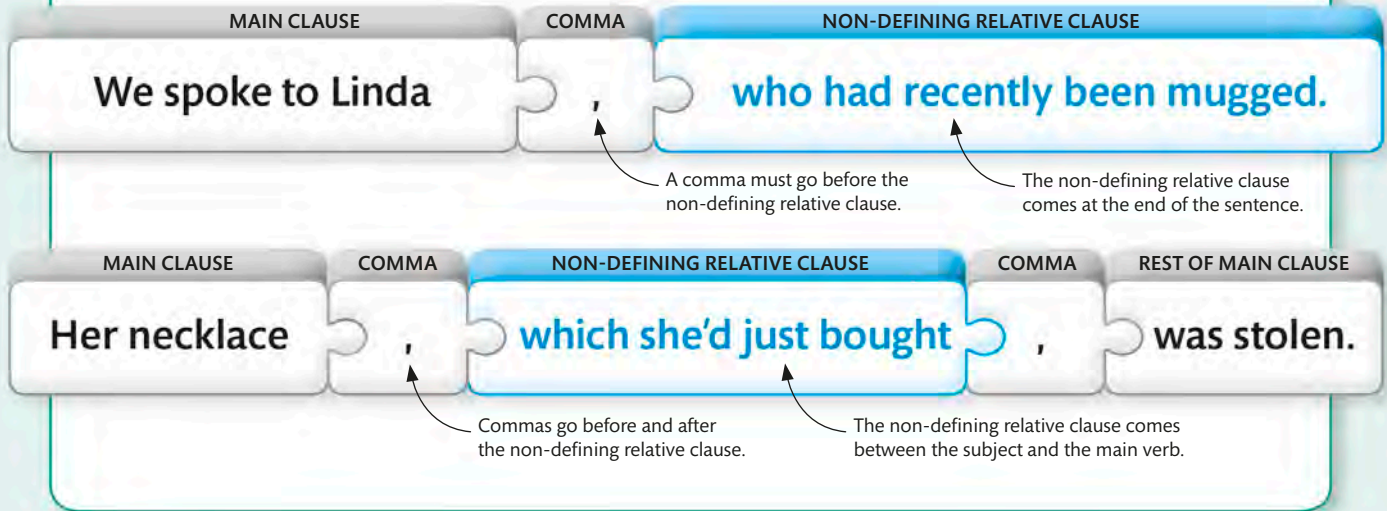 MAIN CLAUSE COMMA NON-DEFINING RELATIVE CLAUSE
We spoke to Linda , who had recently been mugged.
A comma must go before the
non-defining relative clause.
The non-defining relative clause
comes at the end of the sentence.
MAIN CLAUSE COMMA NON-DEFINING RELATIVE CLAUSE COMMA REST OF MAIN CLAUSE
Her necklace , which she'd just bought , was stolen.
Commas go before and after
the non-defining relative clause.
The non-defining relative clause comes
between the subject and the main verb.